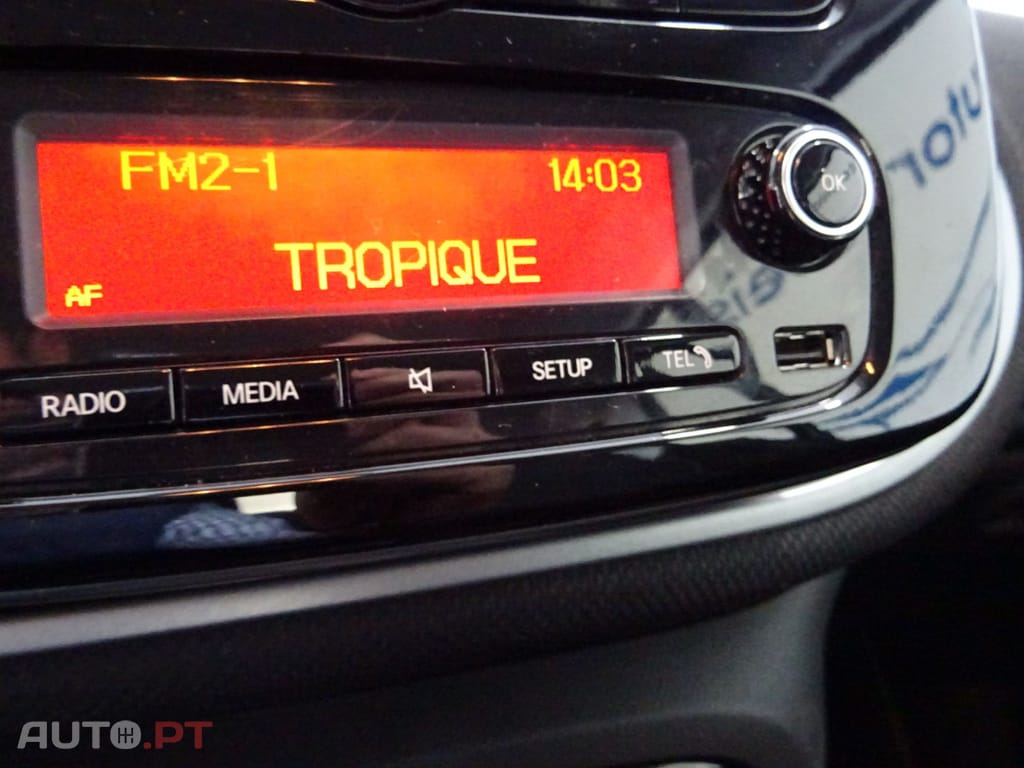 FM2-1 14:03
TROPIQUE
AF
OK
RADIO MEDIA SETUP TEL
AUTO.PT